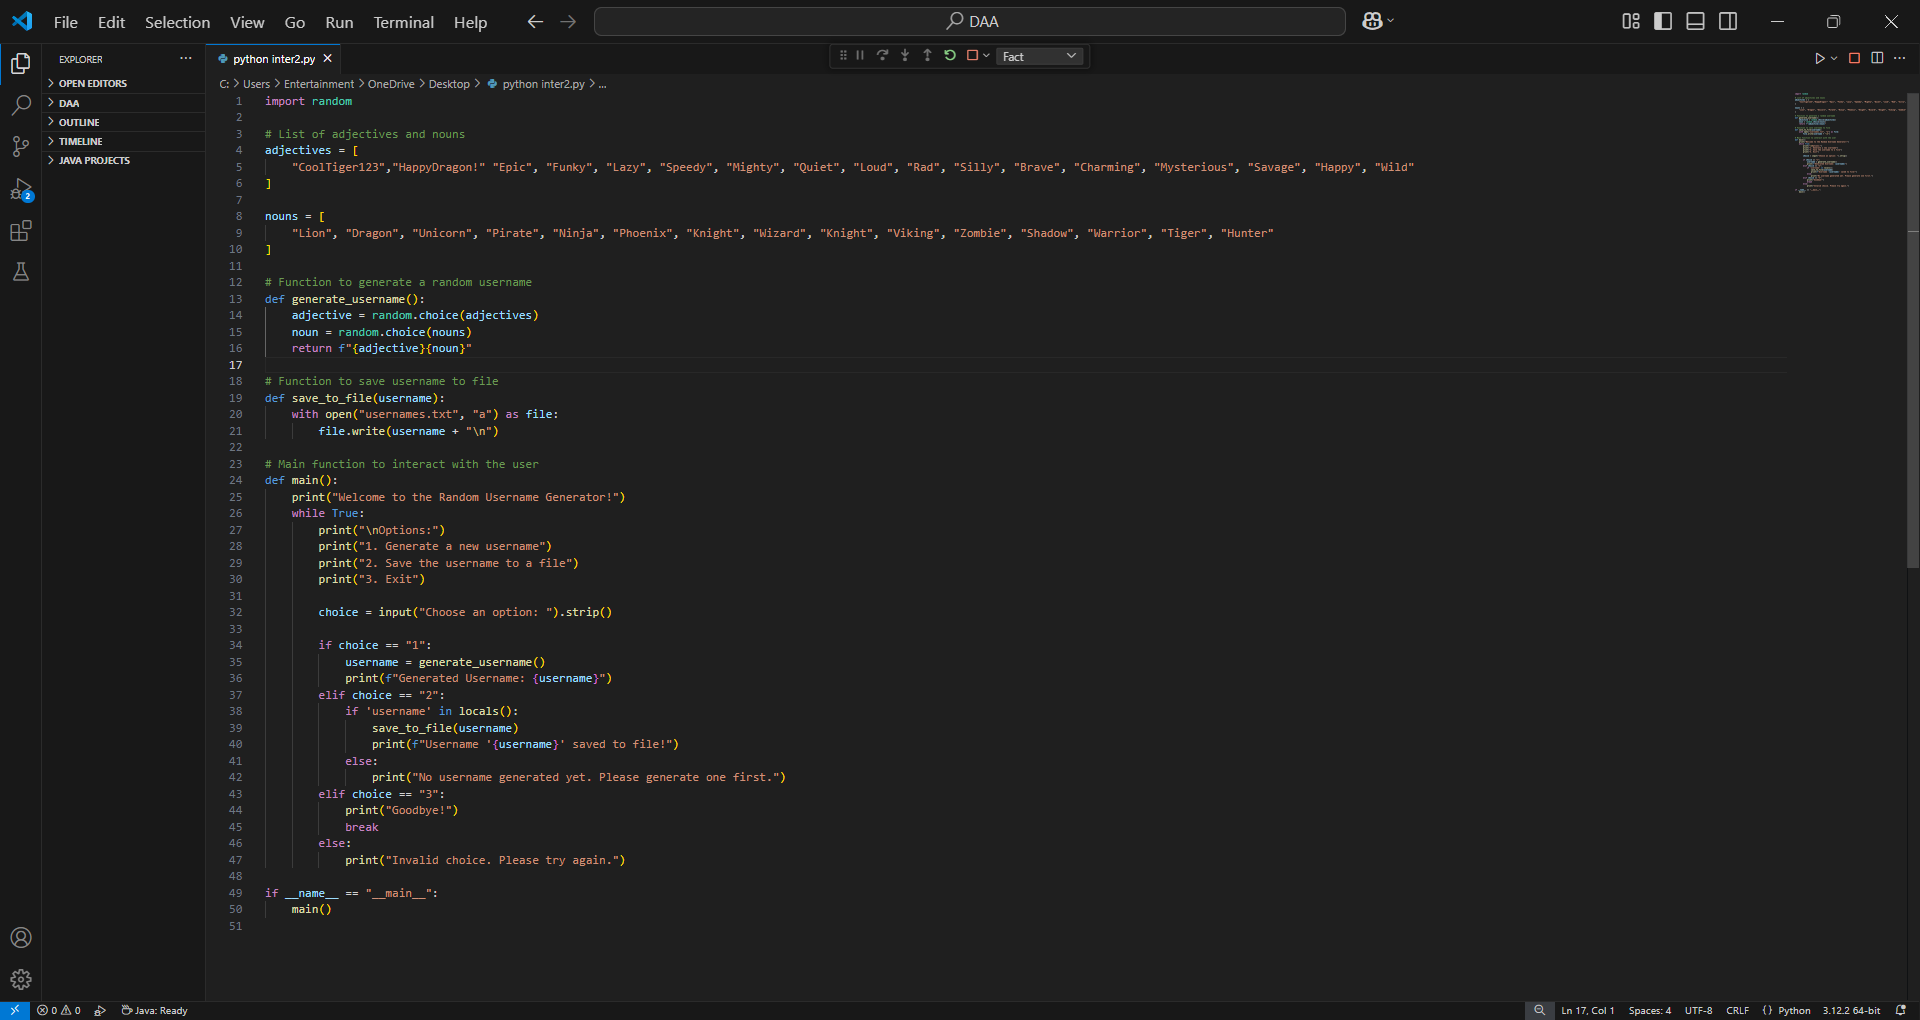 File Edit Selection View Go Run Terminal Help
DAA
EXPLORER
python inter2.py
Fact
OPEN EDITORS
DAA
OUTLINE
TIMELINE
JAVA PROJECTS
2
C: > Users > Entertainment > OneDrive > Desktop > python inter2.py > ...
1 import random
2
3 # List of adjectives and nouns
4 adjectives = [
5 "CoolTiger123","HappyDragon!" "Epic", "Funky", "Lazy", "Speedy", "Mighty", "Quiet", "Loud", "Rad", "Silly", "Brave", "Charming", "Mysterious", "Savage", "Happy", "Wild"
6 ]
7
8 nouns = [
9 "Lion", "Dragon", "Unicorn", "Pirate", "Ninja", "Phoenix", "Knight", "Wizard", "Knight", "Viking", "Zombie", "Shadow", "Warrior", "Tiger", "Hunter"
10 ]
11
12 # Function to generate a random username
13 def generate_username():
14 adjective = random.choice(adjectives)
15 noun = random.choice(nouns)
16 return f"{adjective}{noun}"
17
18 # Function to save username to file
19 def save_to_file(username):
20 with open("usernames.txt", "a") as file:
21 file.write(username + "\n")
22
23 # Main function to interact with the user
24 def main():
25 print("Welcome to the Random Username Generator!")
26 while True:
27 print("\nOptions:")
28 print("1. Generate a new username")
29 print("2. Save the username to a file")
30 print("3. Exit")
31
32 choice = input("Choose an option: ").strip()
33
34 if choice == "1":
35 username = generate_username()
36 print(f"Generated Username: {username}")
37 elif choice == "2":
38 if 'username' in locals():
39 save_to_file(username)
40 print(f"Username '{username}' saved to file!")
41 else:
42 print("No username generated yet. Please generate one first.")
43 elif choice == "3":
44 print("Goodbye!")
45 break
46 else:
47 print("Invalid choice. Please try again.")
48
49 if __name__ == "__main__":
50 main()
51
0 0 Java: Ready
Ln 17, Col 1 Spaces: 4 UTF-8 CRLF {} Python 3.12.2 64-bit